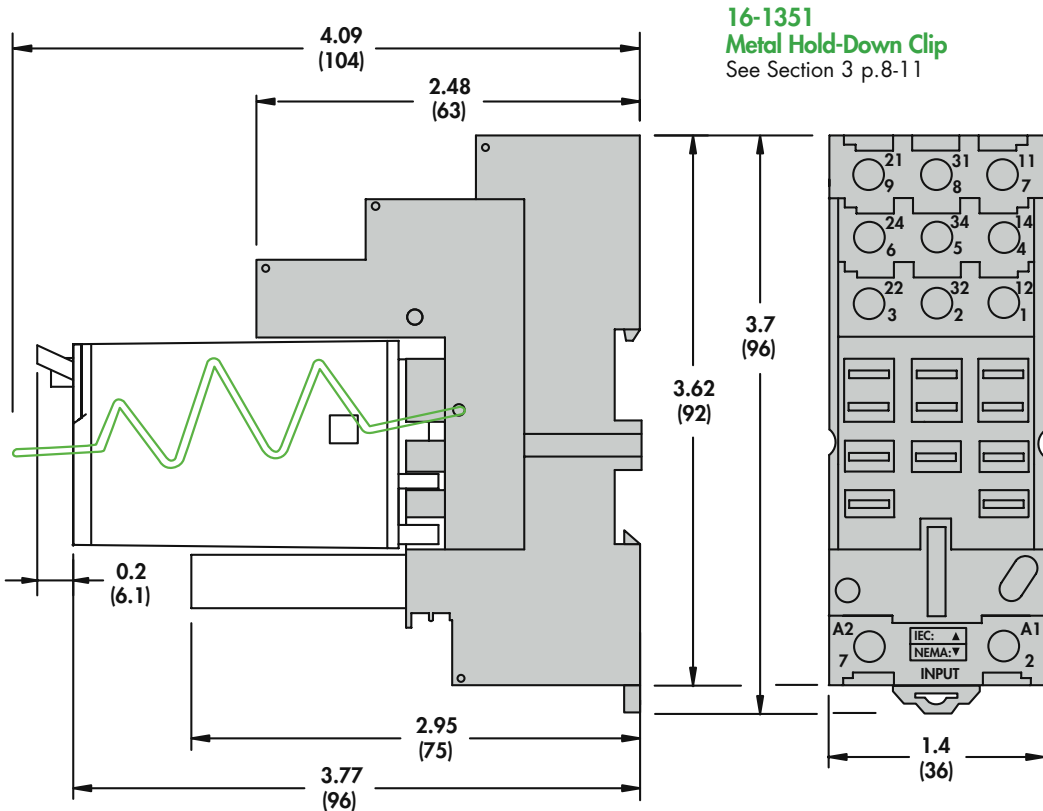 16-1351
Metal Hold-Down Clip
See Section 3 p.8-11
4.09
(104)
2.48
(63)
3.62
(92)
3.7
(96)
0.2
(6.1)
2.95
(75)
3.77
(96)
21 31 11
9 8 7
24 34 14
6 5 4
22 32 12
3 2 1
A2 IEC: ▲ A1
7 NEMA:▼ 2
INPUT
1.4
(36)